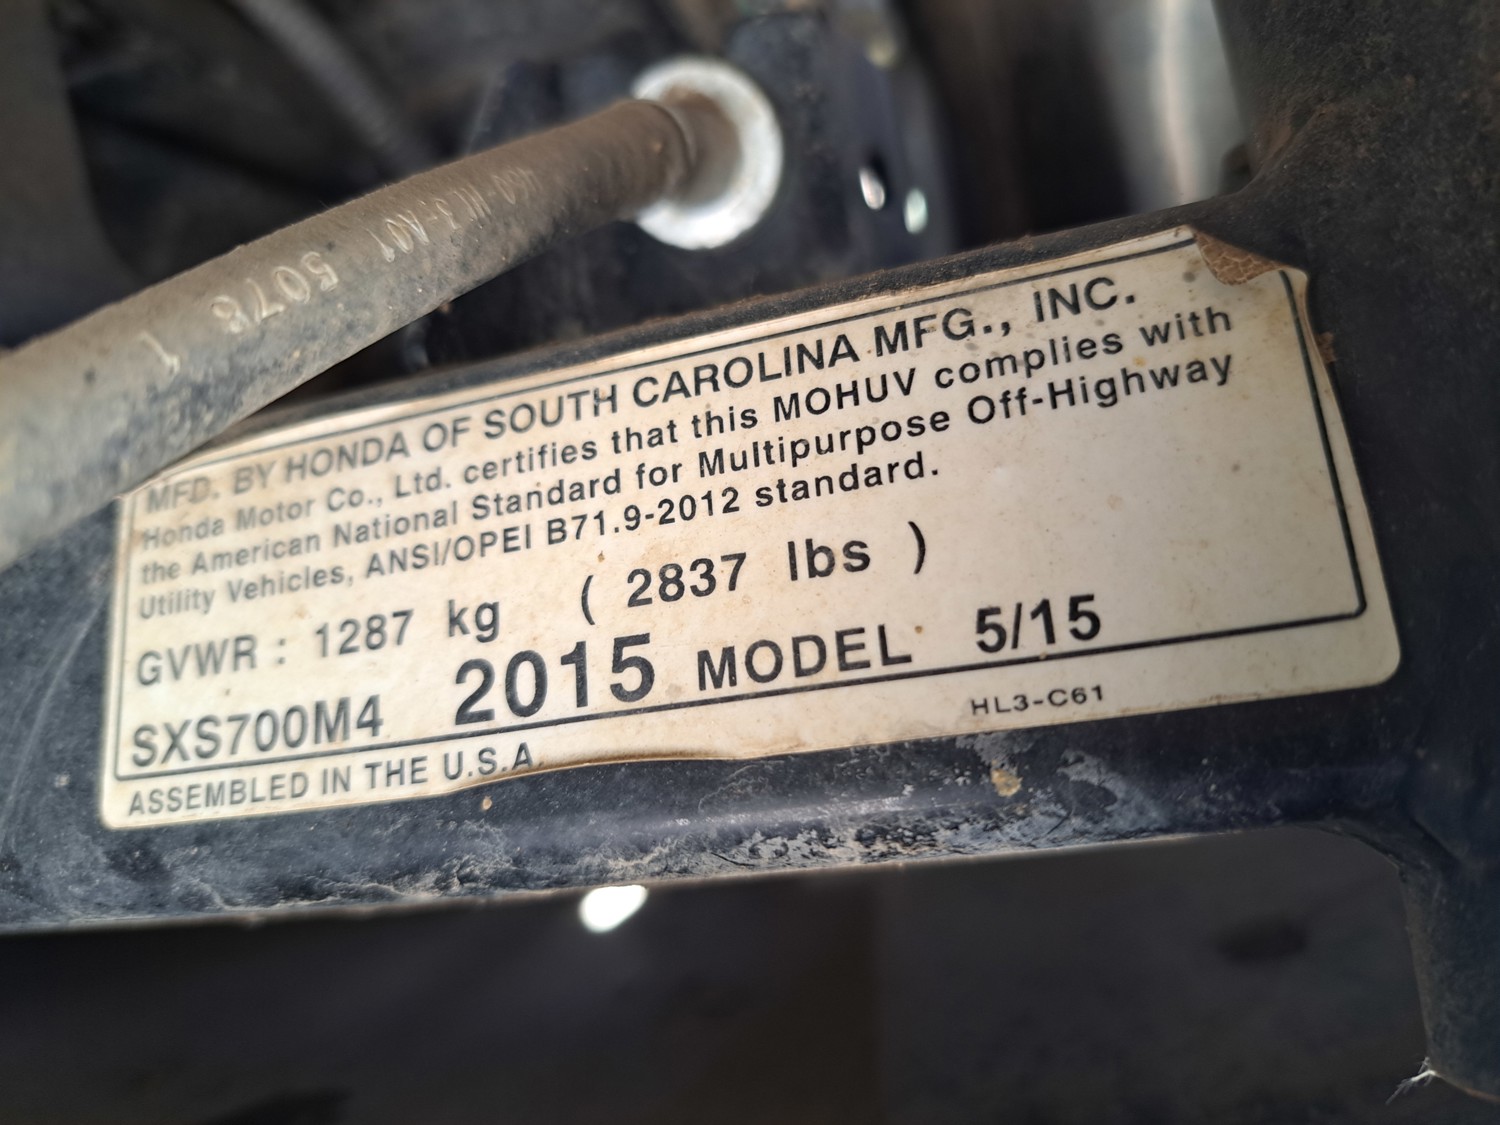 5076
MFD. BY HONDA OF SOUTH CAROLINA MFG., INC.
Honda Motor Co., Ltd. certifies that this MOHUV complies with
the American National Standard for Multipurpose Off-Highway
Utility Vehicles, ANSI/OPEI B71.9-2012 standard.
GVWR : 1287 kg ( 2837 lbs )
SXS700M4 2015 MODEL 5/15
ASSEMBLED IN THE U.S.A.
HL3-C61